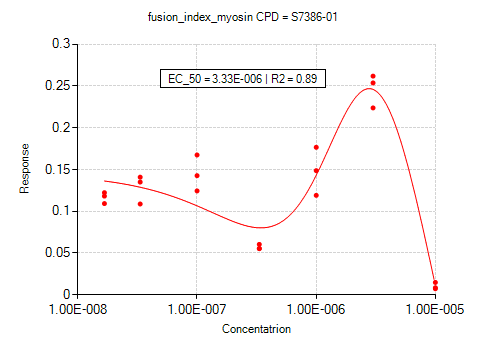 fusion_index_myosin CPD = S7386-01
EC_50 = 3.33E-006 | R2 = 0.89
Response
0.3
0.25
0.2
0.15
0.1
0.05
0
1.00E-008 1.00E-007 1.00E-006 1.00E-005
Concentatrion